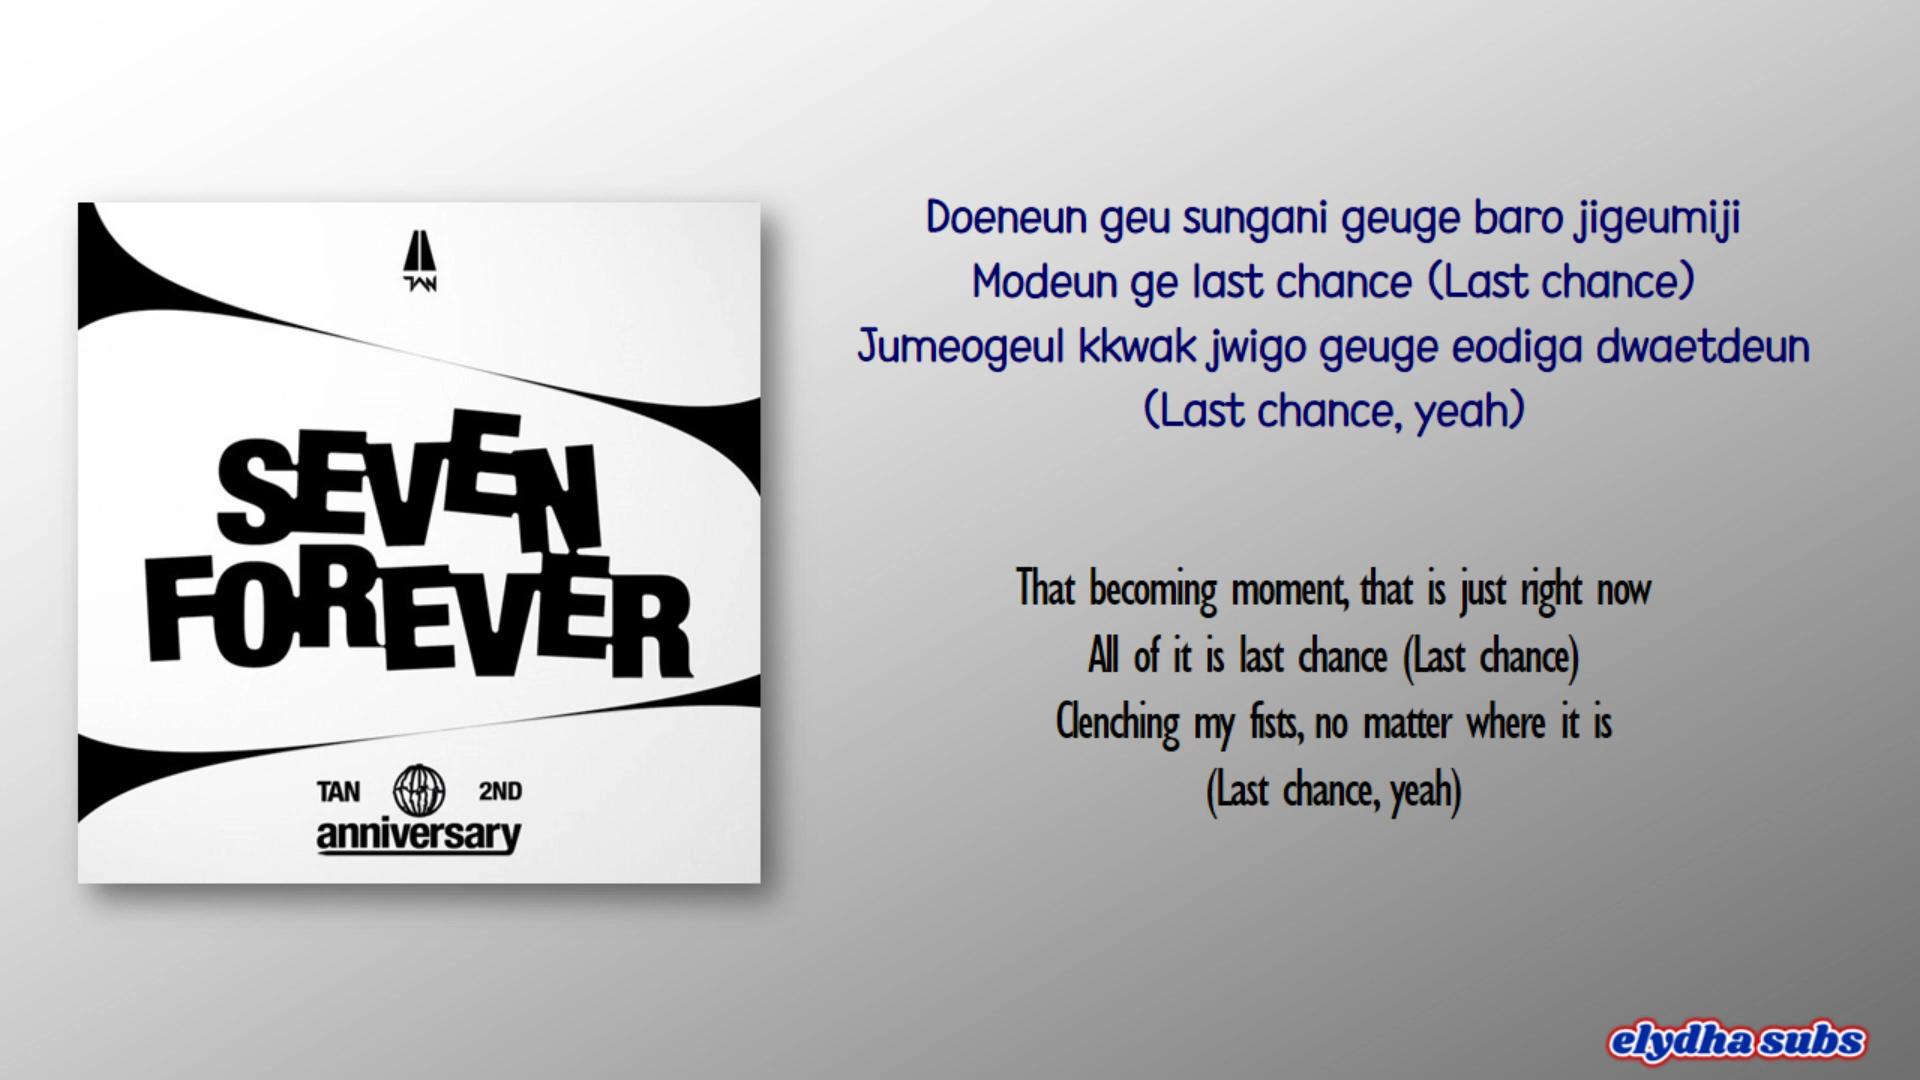 TAN
SEVEN
FOREVER
TAN 2ND
anniversary
Doeneun geu sungani geuge baro jigeumiji
Modeun ge last chance (Last chance)
Jumeogeul kkwak jwigo geuge eodiga dwaetdeun
(Last chance, yeah)
That becoming moment, that is just right now
All of it is last chance (Last chance)
Clenching my fists, no matter where it is
(Last chance, yeah)
elydha subs